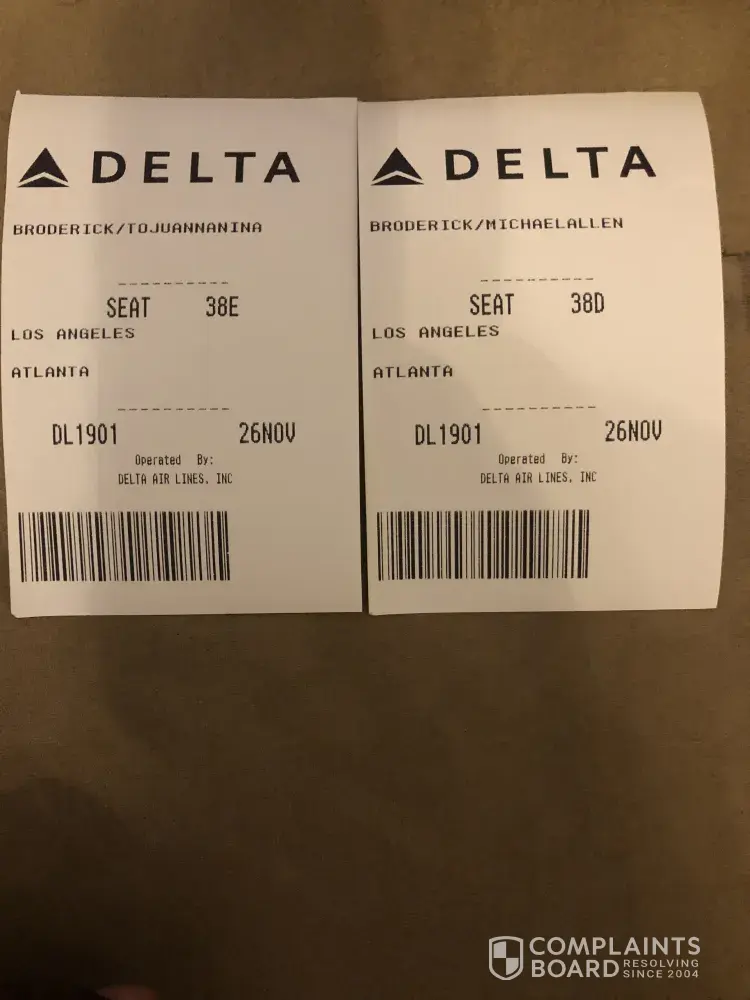 DELTA
BRODERICK/TOJUANNANINA
SEAT 38E
LOS ANGELES
ATLANTA
DL1901 26NOV
Operated By:
DELTA AIR LINES, INC
DELTA
BRODERICK/MICHAELALLEN
SEAT 38D
LOS ANGELES
ATLANTA
DL1901 26NOV
Operated By:
DELTA AIR LINES, INC
COMPLAINTS
BOARD RESOLVING
SINCE 2004